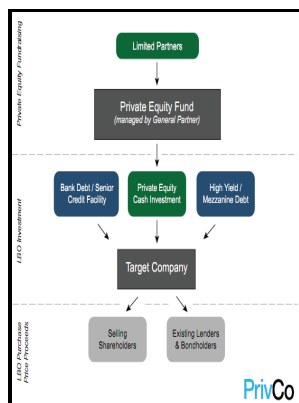 Private Equity Fundraising
Limited Partners
Private Equity Fund
(managed by General Partner)
LBO Investment
Bank Debt / Senior
Credit Facility
Private Equity
Cash Investment
High Yield /
Mezzanine Debt
Target Company
LBO Purchase
Price Proceeds
Selling
Shareholders
Existing Lenders
& Bondholders
PrivCo